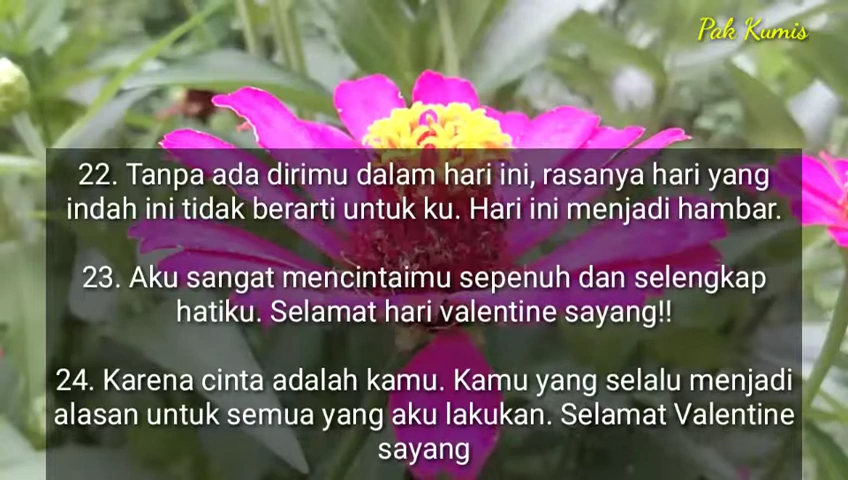 Pak Kumis
22. Tanpa ada dirimu dalam hari ini, rasanya hari yang
indah ini tidak berarti untuk ku. Hari ini menjadi hambar.
23. Aku sangat mencintaimu sepenuh dan selengkap
hatiku. Selamat hari valentine sayang!!
24. Karena cinta adalah kamu. Kamu yang selalu menjadi
alasan untuk semua yang aku lakukan. Selamat Valentine
sayang